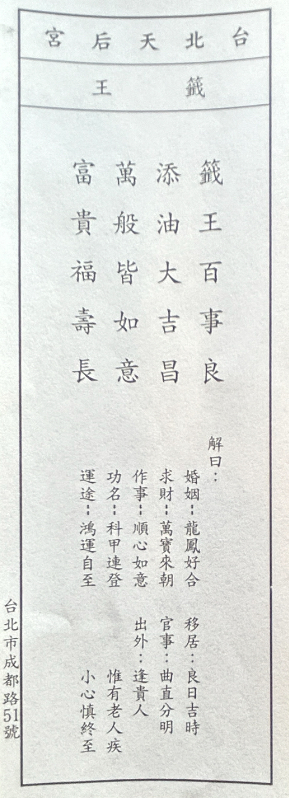 台北天后宮
籤王
籤王百事良
添油大吉昌
萬般皆如意
富貴福壽長
解曰：
婚姻：龍鳳好合　移居：良日吉時
求財：萬寶來朝　官事：曲直分明
作事：順心如意　出外：逢貴人
功名：科甲連登　惟有老人疾
運途：鴻運自至　小心慎終至
台北市成都路51號